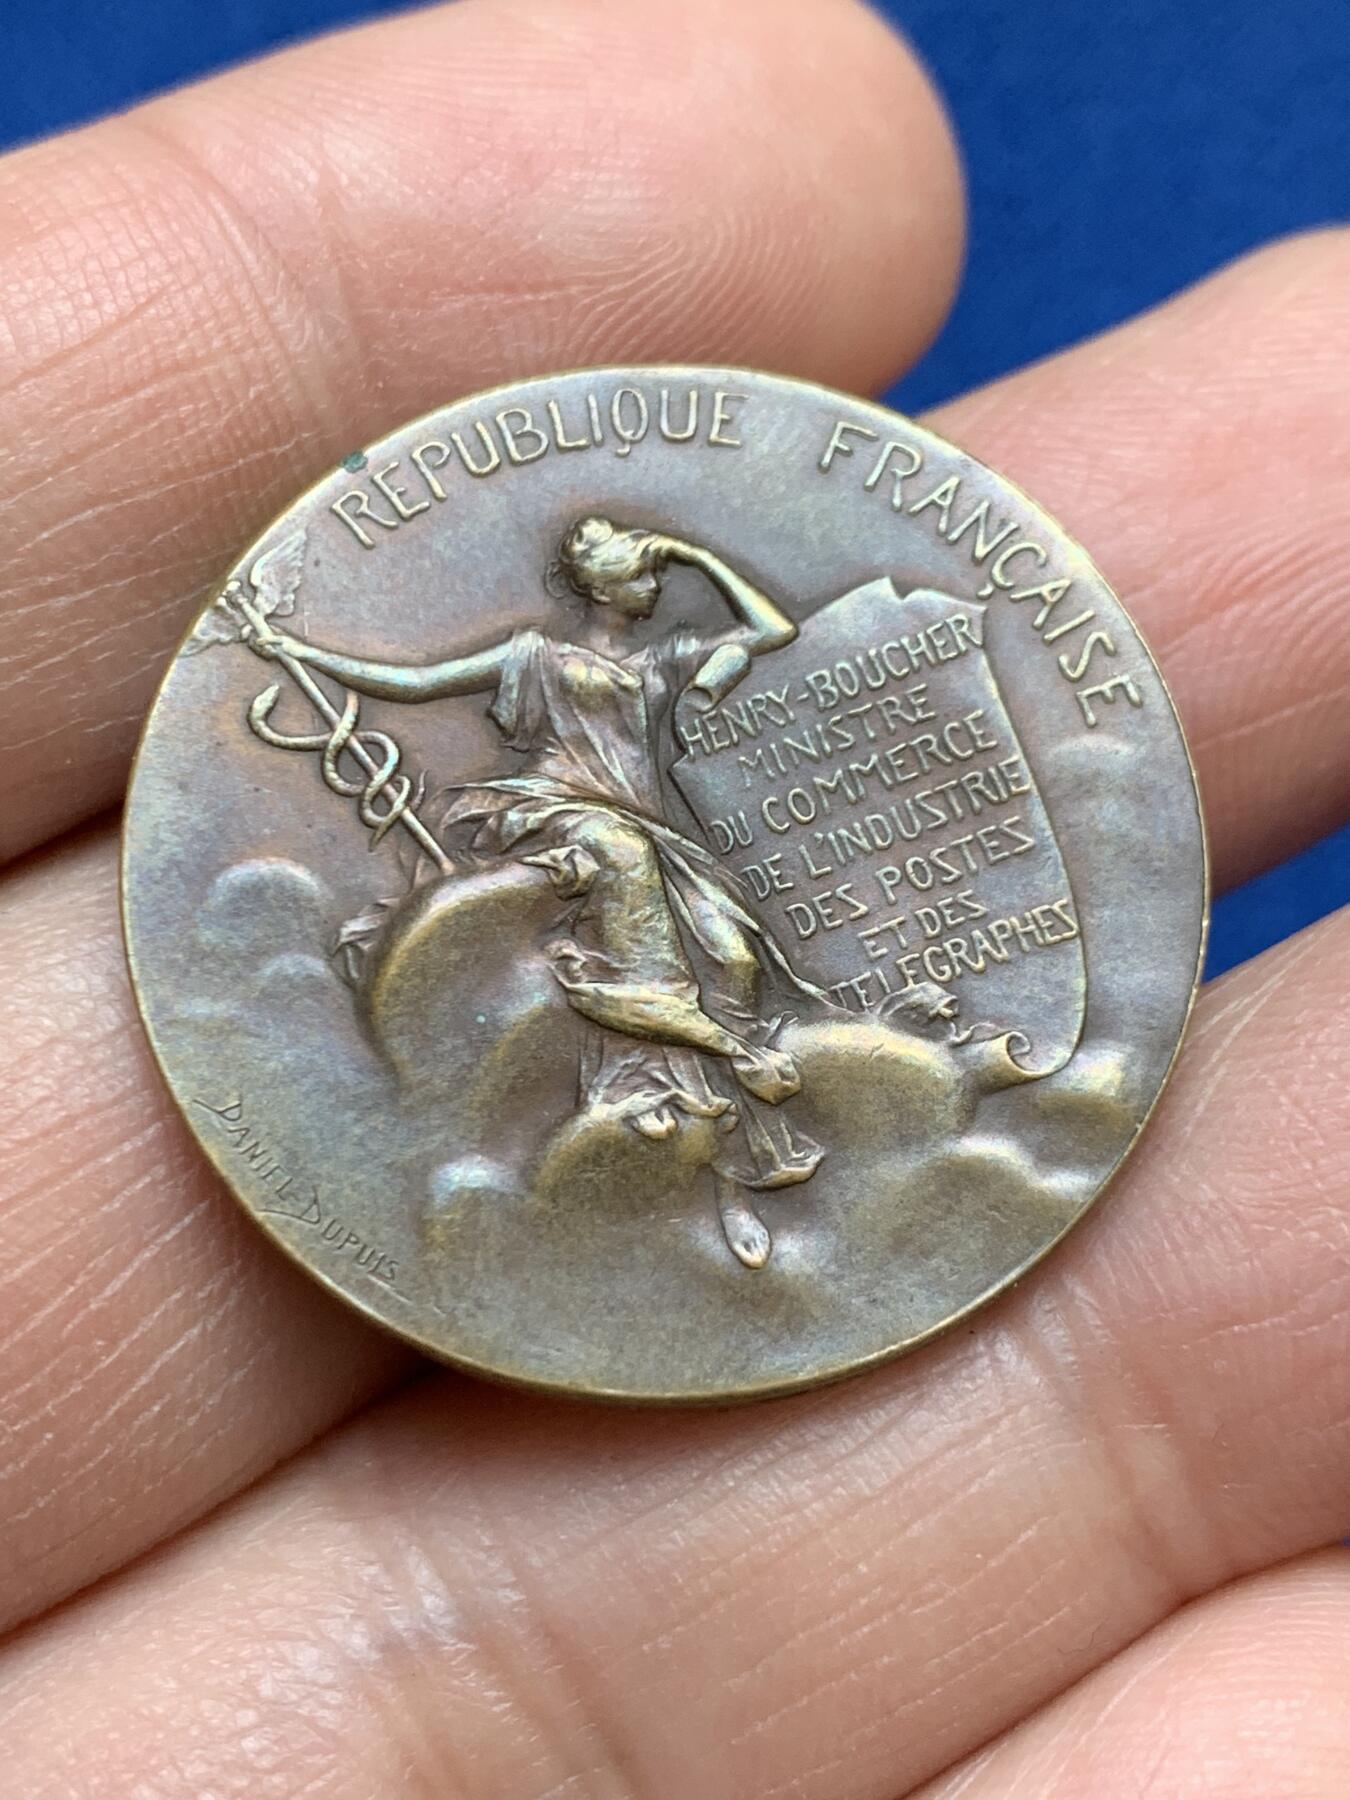 REPUBLIQUE FRANÇAISE
HENRY-BOUCHER
MINISTRE
DU COMMERCE
DE L'INDUSTRIE
DES POSTES
ET DES
TELEGRAPHES
DANIEL-DUPUIS